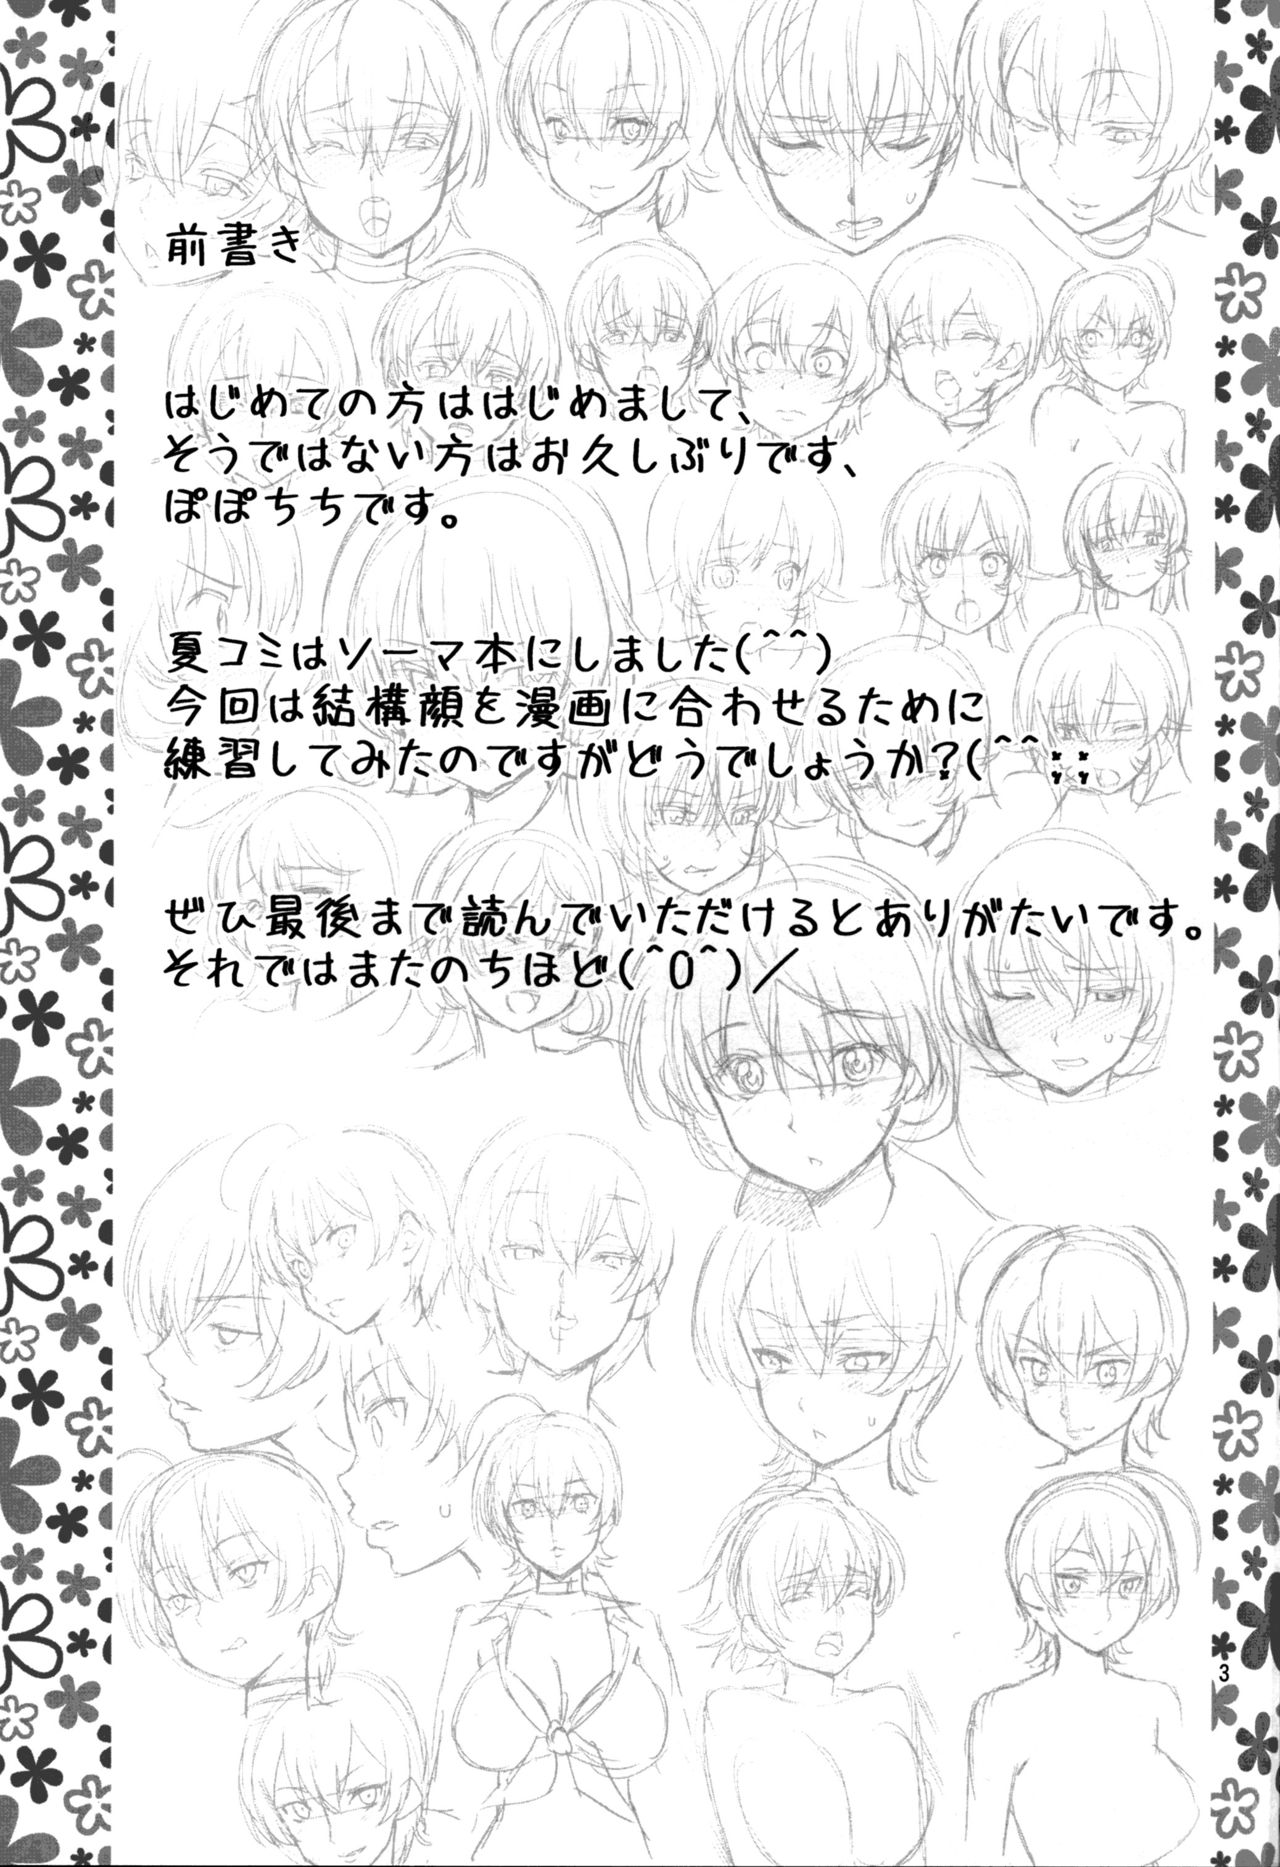 前書き
はじめての方ははじめまして、
そうではない方はお久しぶりです、
ぽぽちちです。
夏コミはソーマ本にしました(^^)
今回は結構顔を漫画に合わせるために
練習してみたのですがどうでしょうか?(^^;;
ぜひ最後まで読んでいただけるとありがたいです。
それではまたのちほど(^O^)／
3